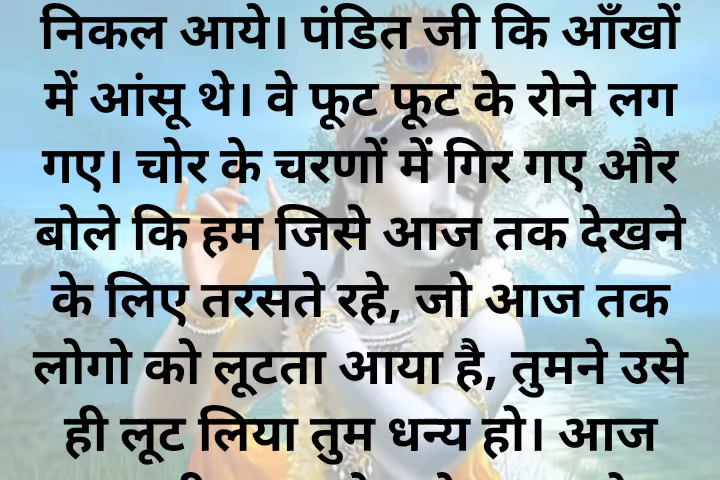 निकल आये। पंडित जी कि आँखों
में आंसू थे। वे फूट फूट के रोने लग
गए। चोर के चरणों में गिर गए और
बोले कि हम जिसे आज तक देखने
के लिए तरसते रहे, जो आज तक
लोगो को लूटता आया है, तुमने उसे
ही लूट लिया तुम धन्य हो। आज